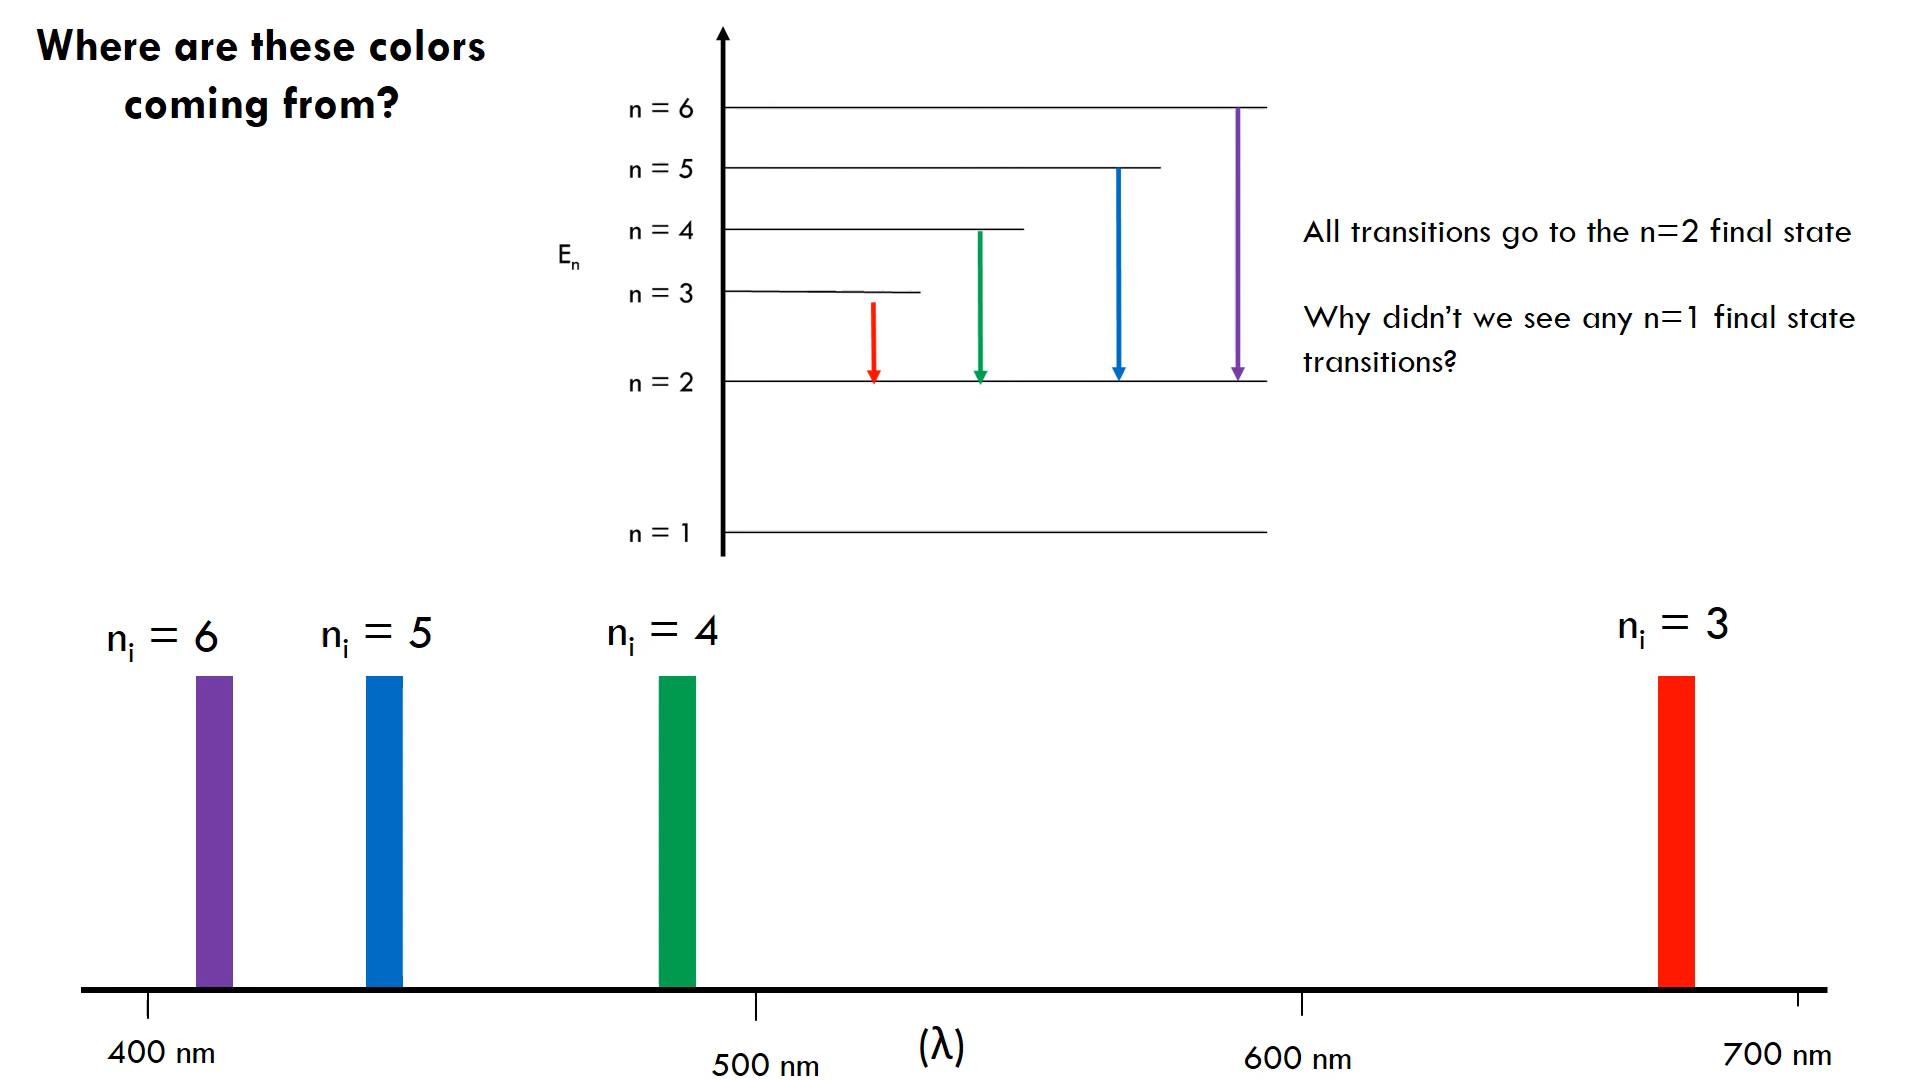 Where are these colors
coming from?
n = 6
n = 5
n = 4
Eₙ
n = 3
n = 2
n = 1
All transitions go to the n=2 final state
Why didn't we see any n=1 final state
transitions?
nᵢ = 6
nᵢ = 5
nᵢ = 4
nᵢ = 3
400 nm
500 nm
(λ)
600 nm
700 nm